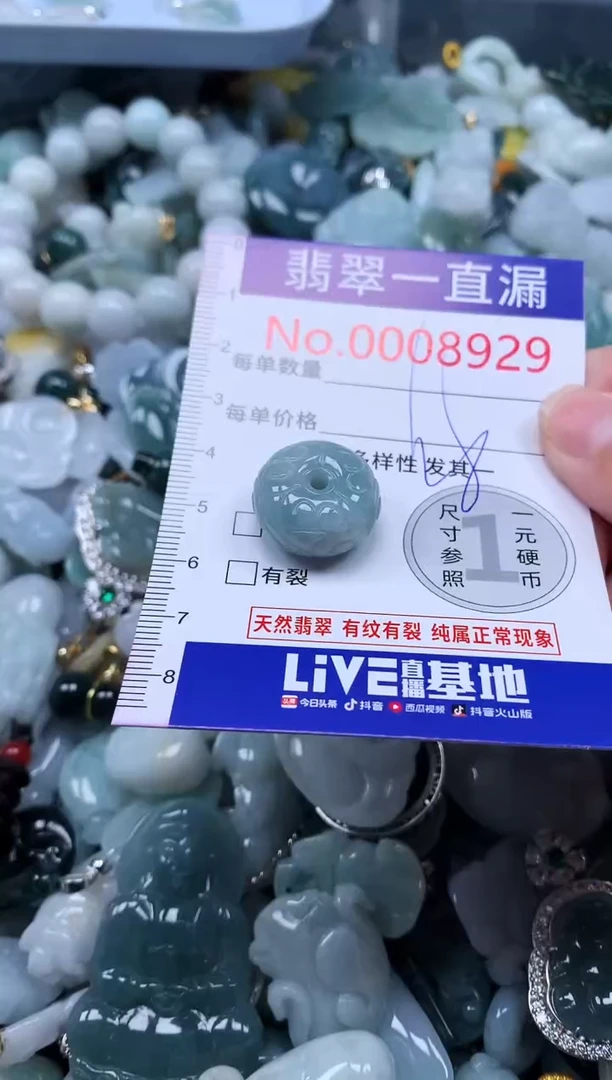 翡翠一直漏
No.0008929
每单数量
每单价格
多样性 发其一
有裂
尺寸参照
1
一元硬币
天然翡翠 有纹有裂 纯属正常现象
LiVE直播基地
今日头条 抖音 西瓜视频 抖音火山版
0
1
2
3
4
5
6
7
8